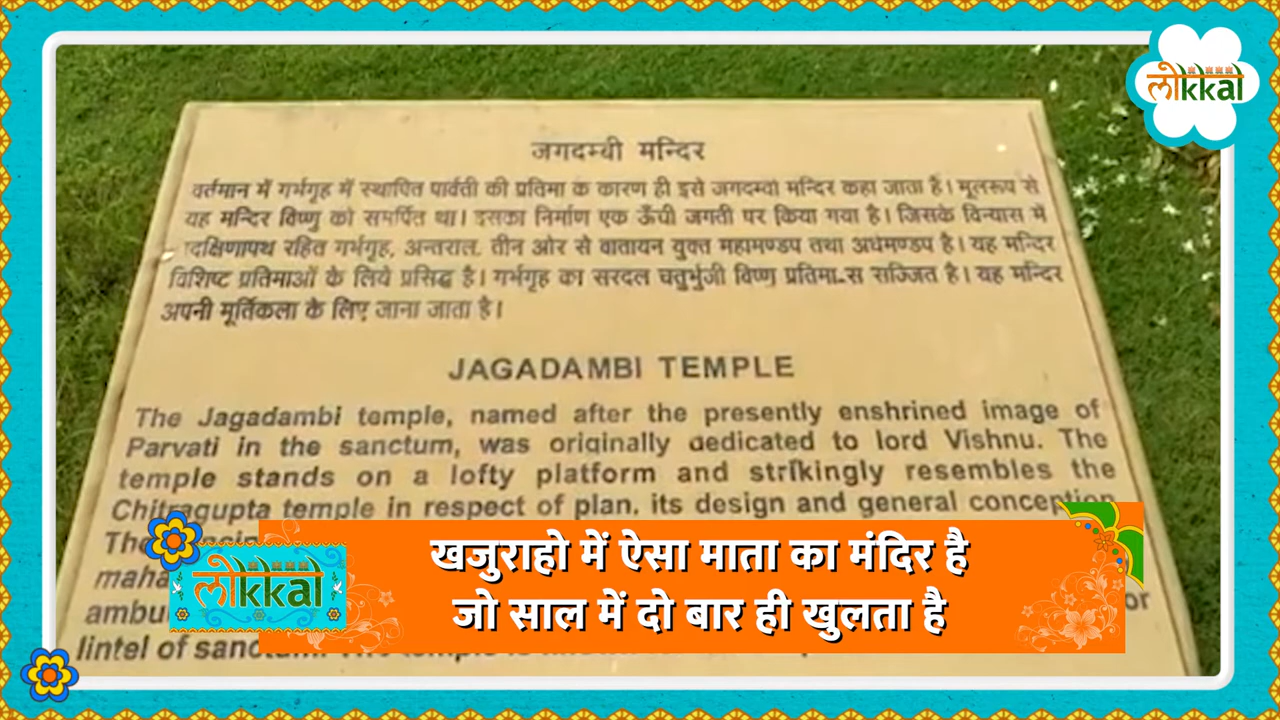 लोkkal
जगदम्बी मन्दिर
वर्तमान में गर्भगृह में स्थापित पार्वती की प्रतिमा के कारण ही इसे जगदम्बी मन्दिर कहा जाता है। मूलरूप से
यह मन्दिर विष्णु को समर्पित था। इसका निर्माण एक ऊँची जगती पर किया गया है। जिसके विन्यास में
प्रदक्षिणापथ रहित गर्भगृह, अन्तराल, तीन ओर से वातायन युक्त महामण्डप तथा अर्धमण्डप है। यह मन्दिर
विशिष्ट प्रतिमाओं के लिये प्रसिद्ध है। गर्भगृह का सरदल चतुर्भुजी विष्णु प्रतिमा से सज्जित है। यह मन्दिर
अपनी मूर्तिकला के लिए जाना जाता है।
JAGADAMBI TEMPLE
The Jagadambi temple, named after the presently enshrined image of
Parvati in the sanctum, was originally dedicated to lord Vishnu. The
temple stands on a lofty platform and strikingly resembles the
Chitragupta temple in respect of plan, its design and general conception
lintel of
लोkkal
खजुराहो में ऐसा माता का मंदिर है
जो साल में दो बार ही खुलता है